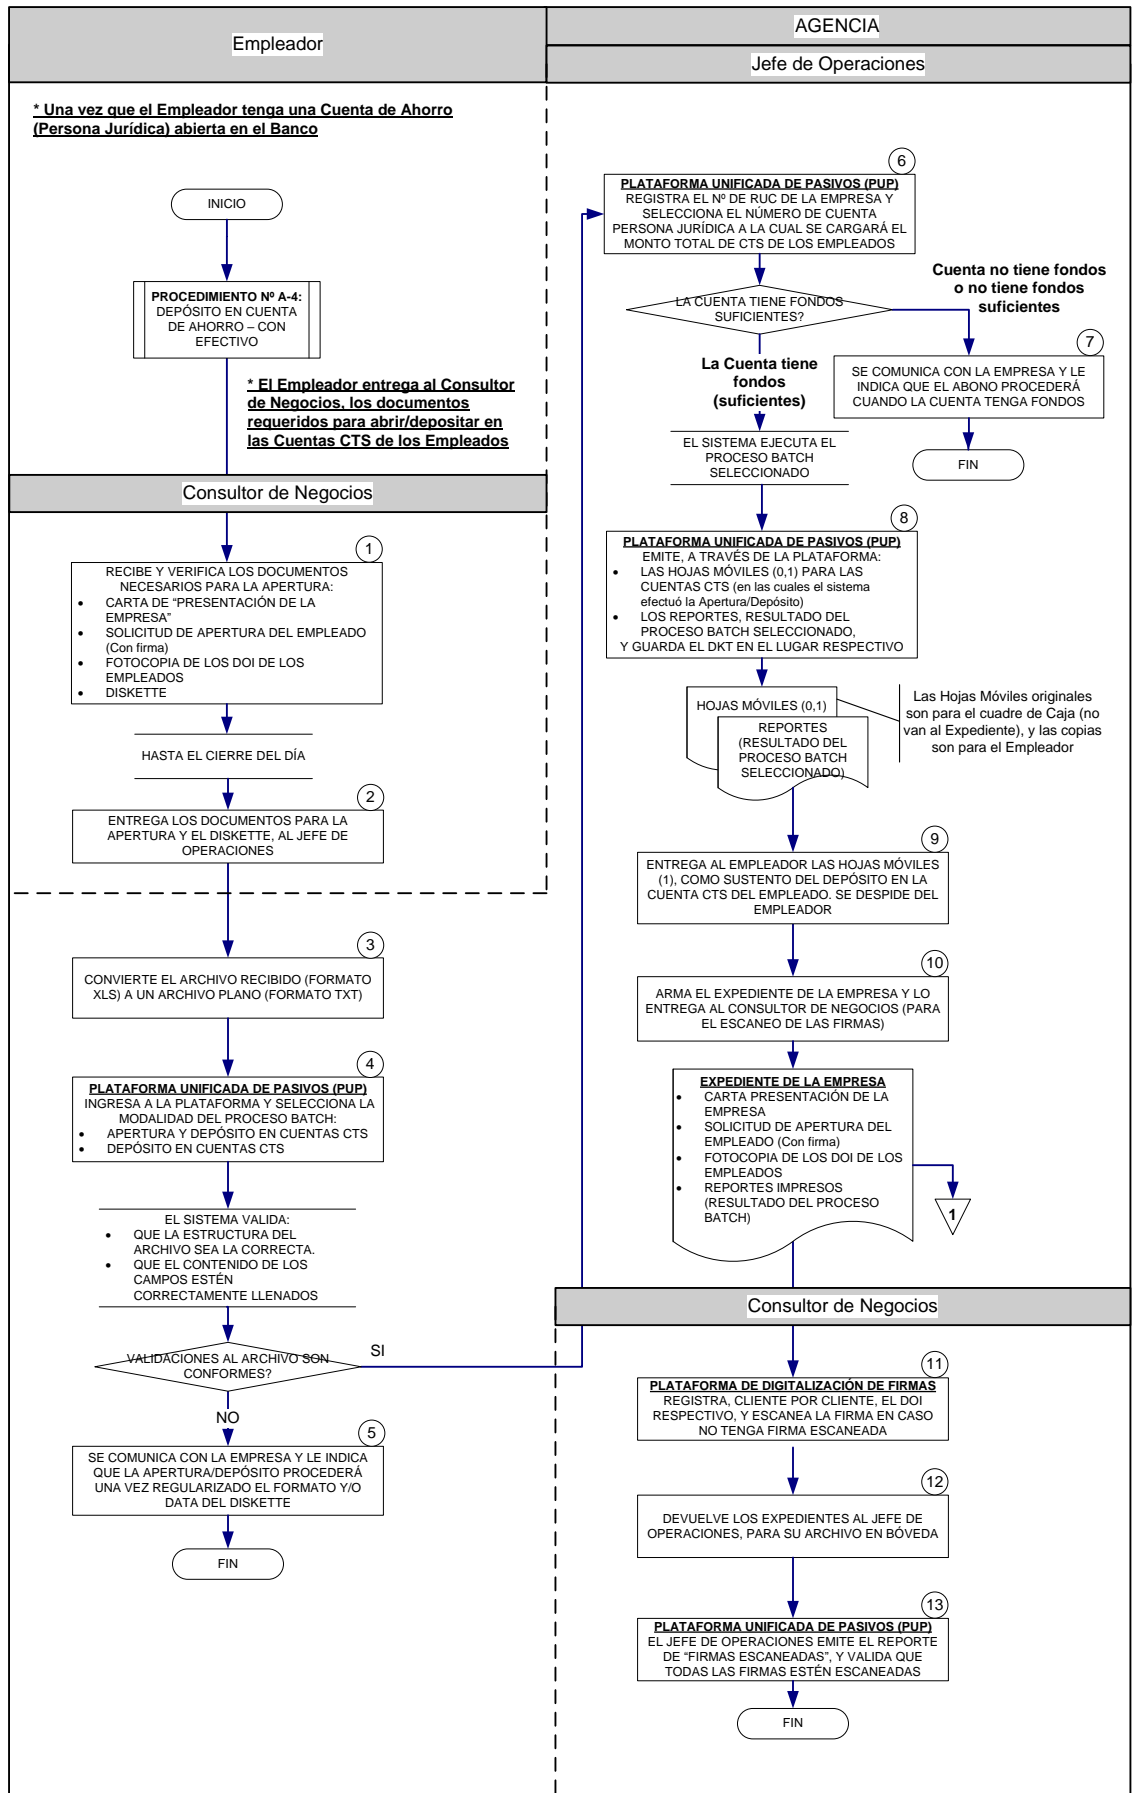 Empleador
AGENCIA
Jefe de Operaciones
* Una vez que el Empleador tenga una Cuenta de Ahorro
(Persona Jurídica) abierta en el Banco
INICIO
PROCEDIMIENTO Nº A-4:
DEPÓSITO EN CUENTA
DE AHORRO – CON
EFECTIVO
* El Empleador entrega al Consultor
de Negocios, los documentos
requeridos para abrir/depositar en
las Cuentas CTS de los Empleados
Consultor de Negocios
1
RECIBE Y VERIFICA LOS DOCUMENTOS
NECESARIOS PARA LA APERTURA:
• CARTA DE “PRESENTACIÓN DE LA
EMPRESA”
• SOLICITUD DE APERTURA DEL EMPLEADO
(Con firma)
• FOTOCOPIA DE LOS DOI DE LOS
EMPLEADOS
• DISKETTE
HASTA EL CIERRE DEL DÍA
2
ENTREGA LOS DOCUMENTOS PARA LA
APERTURA Y EL DISKETTE, AL JEFE DE
OPERACIONES
3
CONVIERTE EL ARCHIVO RECIBIDO (FORMATO
XLS) A UN ARCHIVO PLANO (FORMATO TXT)
4
PLATAFORMA UNIFICADA DE PASIVOS (PUP)
INGRESA A LA PLATAFORMA Y SELECCIONA LA
MODALIDAD DEL PROCESO BATCH:
• APERTURA Y DEPÓSITO EN CUENTAS CTS
• DEPÓSITO EN CUENTAS CTS
EL SISTEMA VALIDA:
• QUE LA ESTRUCTURA DEL
ARCHIVO SEA LA CORRECTA.
• QUE EL CONTENIDO DE LOS
CAMPOS ESTÉN
CORRECTAMENTE LLENADOS
VALIDACIONES AL ARCHIVO SON
CONFORMES?
SI
NO
5
SE COMUNICA CON LA EMPRESA Y LE INDICA
QUE LA APERTURA/DEPÓSITO PROCEDERÁ
UNA VEZ REGULARIZADO EL FORMATO Y/O
DATA DEL DISKETTE
FIN
6
PLATAFORMA UNIFICADA DE PASIVOS (PUP)
REGISTRA EL Nº DE RUC DE LA EMPRESA Y
SELECCIONA EL NÚMERO DE CUENTA
PERSONA JURÍDICA A LA CUAL SE CARGARÁ EL
MONTO TOTAL DE CTS DE LOS EMPLEADOS
LA CUENTA TIENE FONDOS
SUFICIENTES?
Cuenta no tiene fondos
o no tiene fondos
suficientes
7
SE COMUNICA CON LA EMPRESA Y LE
INDICA QUE EL ABONO PROCEDERÁ
CUANDO LA CUENTA TENGA FONDOS
FIN
La Cuenta tiene
fondos
(suficientes)
EL SISTEMA EJECUTA EL
PROCESO BATCH
SELECCIONADO
8
PLATAFORMA UNIFICADA DE PASIVOS (PUP)
EMITE, A TRAVÉS DE LA PLATAFORMA:
• LAS HOJAS MÓVILES (0,1) PARA LAS
CUENTAS CTS (en las cuales el sistema
efectuó la Apertura/Depósito)
• LOS REPORTES, RESULTADO DEL
PROCESO BATCH SELECCIONADO,
Y GUARDA EL DKT EN EL LUGAR RESPECTIVO
HOJAS MÓVILES (0,1)
REPORTES
(RESULTADO DEL
PROCESO BATCH
SELECCIONADO)
Las Hojas Móviles originales
son para el cuadre de Caja (no
van al Expediente), y las copias
son para el Empleador
9
ENTREGA AL EMPLEADOR LAS HOJAS MÓVILES
(1), COMO SUSTENTO DEL DEPÓSITO EN LA
CUENTA CTS DEL EMPLEADO. SE DESPIDE DEL
EMPLEADOR
10
ARMA EL EXPEDIENTE DE LA EMPRESA Y LO
ENTREGA AL CONSULTOR DE NEGOCIOS (PARA
EL ESCANEO DE LAS FIRMAS)
EXPEDIENTE DE LA EMPRESA
• CARTA PRESENTACIÓN DE LA
EMPRESA
• SOLICITUD DE APERTURA DEL
EMPLEADO (Con firma)
• FOTOCOPIA DE LOS DOI DE LOS
EMPLEADOS
• REPORTES IMPRESOS
(RESULTADO DEL PROCESO
BATCH)
1
Consultor de Negocios
11
PLATAFORMA DE DIGITALIZACIÓN DE FIRMAS
REGISTRA, CLIENTE POR CLIENTE, EL DOI
RESPECTIVO, Y ESCANEA LA FIRMA EN CASO
NO TENGA FIRMA ESCANEADA
12
DEVUELVE LOS EXPEDIENTES AL JEFE DE
OPERACIONES, PARA SU ARCHIVO EN BÓVEDA
13
PLATAFORMA UNIFICADA DE PASIVOS (PUP)
EL JEFE DE OPERACIONES EMITE EL REPORTE
DE “FIRMAS ESCANEADAS”, Y VALIDA QUE
TODAS LAS FIRMAS ESTÉN ESCANEADAS
FIN